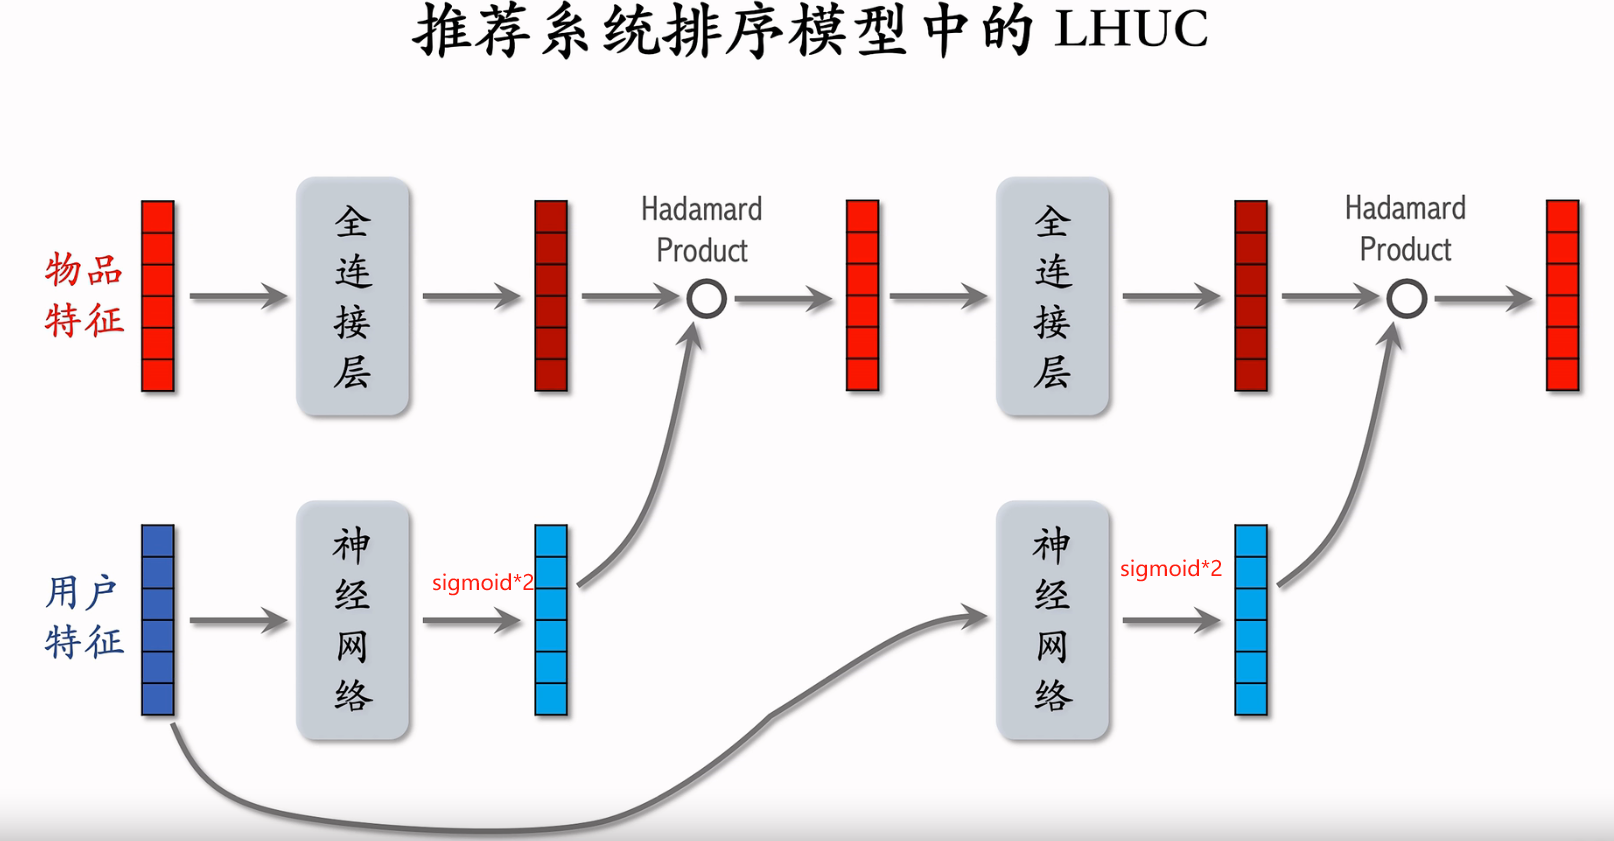 推荐系统排序模型中的 LHUC
物品
特征
全
连
接
层
Hadamard
Product
全
连
接
层
Hadamard
Product
用户
特征
神
经
网
络
sigmoid*2
神
经
网
络
sigmoid*2